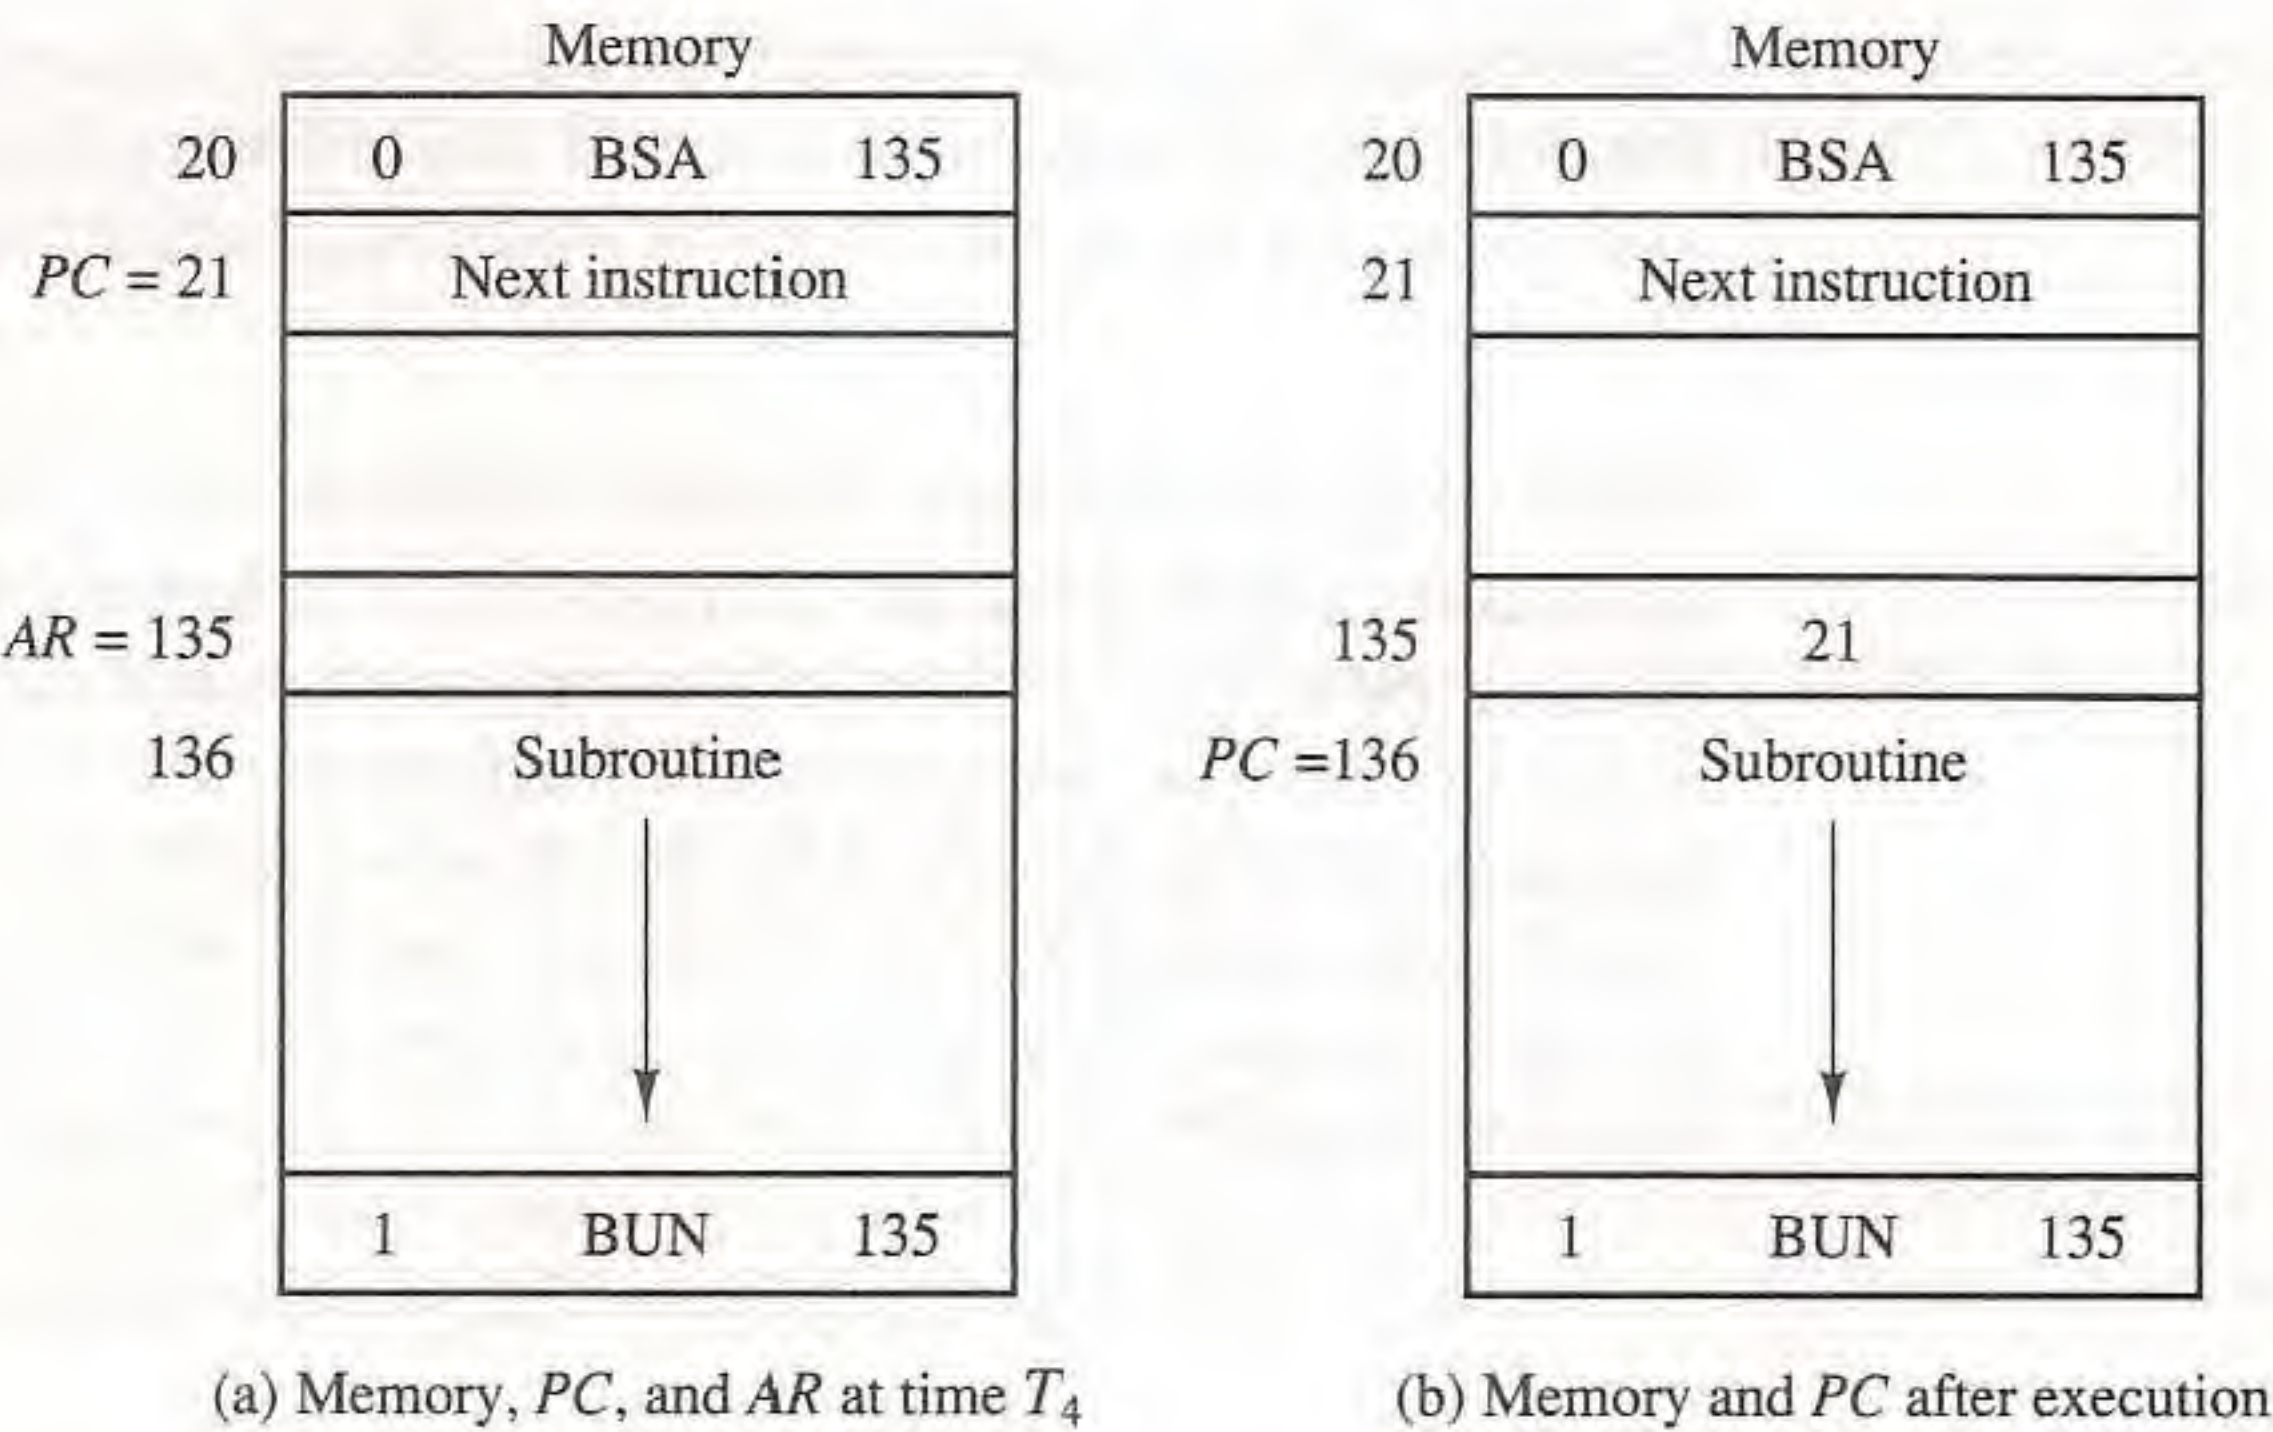 Memory
20 0 BSA 135
PC = 21 Next instruction
AR = 135
136 Subroutine
1 BUN 135
(a) Memory, PC, and AR at time T4
Memory
20 0 BSA 135
21 Next instruction
135 21
PC =136 Subroutine
1 BUN 135
(b) Memory and PC after execution